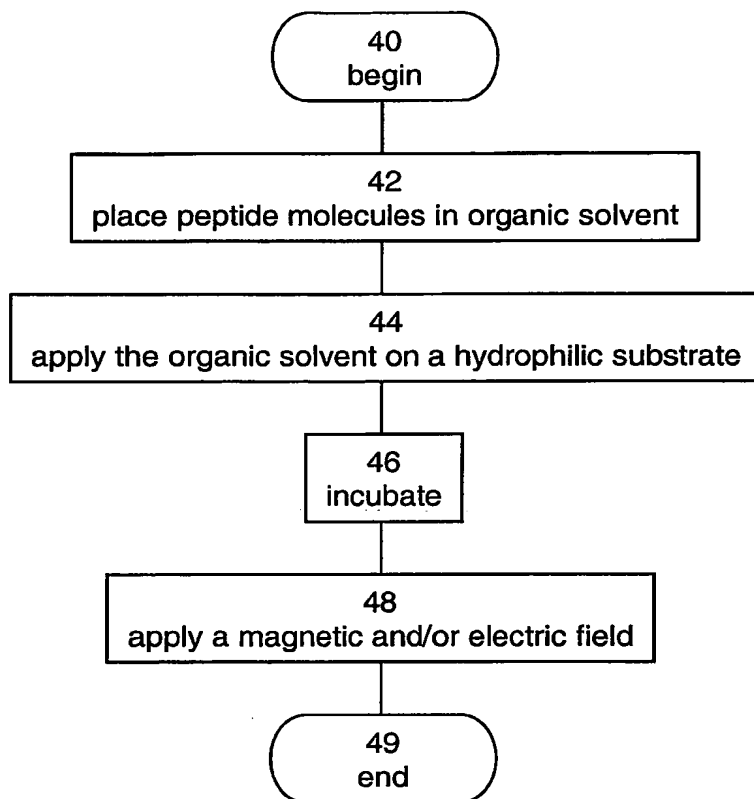 40
begin
42
place peptide molecules in organic solvent
44
apply the organic solvent on a hydrophilic substrate
46
incubate
48
apply a magnetic and/or electric field
49
end